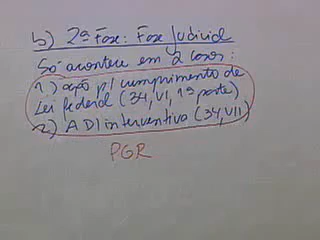 b) 2ª Fase: Fase Judicial
Só acontece em 2 casos:
1) ação p/ cumprimento de
Lei federal (34, VI, 1ª parte)
2) ADI interventiva (34, VII)
PGR